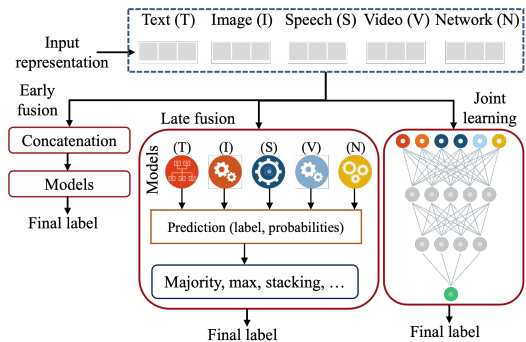 Text (T) Image (I) Speech (S) Video (V) Network (N)
Input
representation
Early
fusion
Concatenation
Models
Final label
Late fusion
Models
(T) (I) (S) (V) (N)
Prediction (label, probabilities)
Majority, max, stacking, …
Final label
Joint
learning
Final label